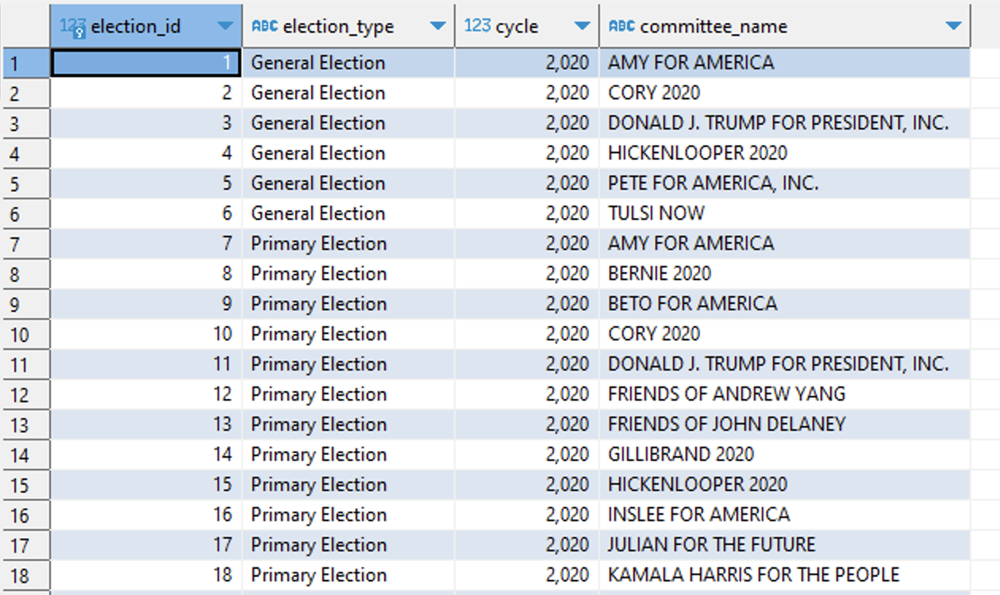 123 election_id ABC election_type 123 cycle ABC committee_name
1 1 General Election 2,020 AMY FOR AMERICA
2 2 General Election 2,020 CORY 2020
3 3 General Election 2,020 DONALD J. TRUMP FOR PRESIDENT, INC.
4 4 General Election 2,020 HICKENLOOPER 2020
5 5 General Election 2,020 PETE FOR AMERICA, INC.
6 6 General Election 2,020 TULSI NOW
7 7 Primary Election 2,020 AMY FOR AMERICA
8 8 Primary Election 2,020 BERNIE 2020
9 9 Primary Election 2,020 BETO FOR AMERICA
10 10 Primary Election 2,020 CORY 2020
11 11 Primary Election 2,020 DONALD J. TRUMP FOR PRESIDENT, INC.
12 12 Primary Election 2,020 FRIENDS OF ANDREW YANG
13 13 Primary Election 2,020 FRIENDS OF JOHN DELANEY
14 14 Primary Election 2,020 GILLIBRAND 2020
15 15 Primary Election 2,020 HICKENLOOPER 2020
16 16 Primary Election 2,020 INSLEE FOR AMERICA
17 17 Primary Election 2,020 JULIAN FOR THE FUTURE
18 18 Primary Election 2,020 KAMALA HARRIS FOR THE PEOPLE